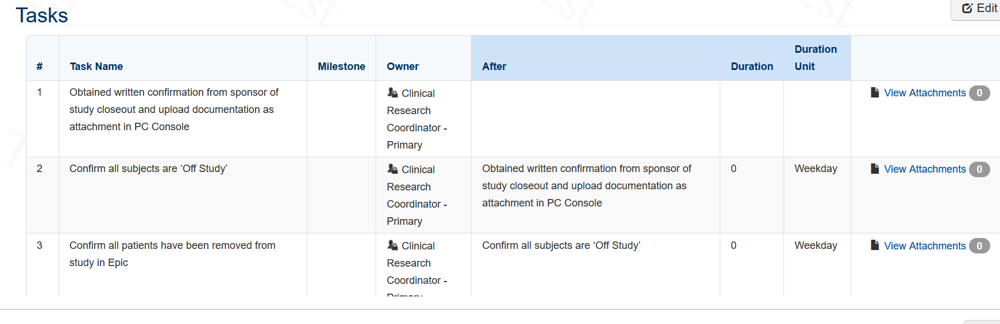 Tasks
Edit
# Task Name Milestone Owner After Duration Duration Unit
1
Obtained written confirmation from sponsor of
study closeout and upload documentation as
attachment in PC Console
Clinical
Research
Coordinator -
Primary
View Attachments 0
2
Confirm all subjects are ‘Off Study’
Clinical
Research
Coordinator -
Primary
Obtained written confirmation from sponsor of
study closeout and upload documentation as
attachment in PC Console
0
Weekday
View Attachments 0
3
Confirm all patients have been removed from
study in Epic
Clinical
Research
Coordinator -
Primary
Confirm all subjects are ‘Off Study’
0
Weekday
View Attachments 0